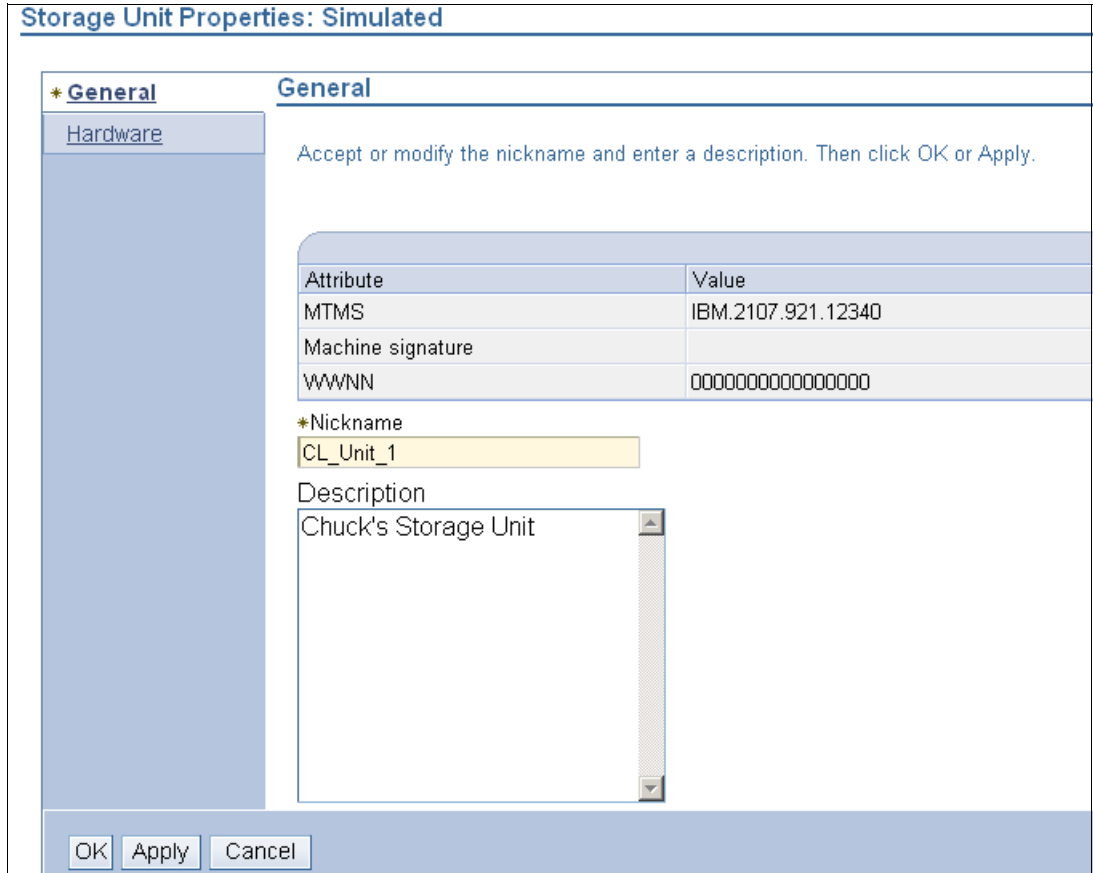 Storage Unit Properties: Simulated
*General
Hardware
General
Accept or modify the nickname and enter a description. Then click OK or Apply.
Attribute Value
MTMS IBM.2107.921.12340
Machine signature
WWNN 0000000000000000
*Nickname
CL_Unit_1
Description
Chuck's Storage Unit
OK Apply Cancel